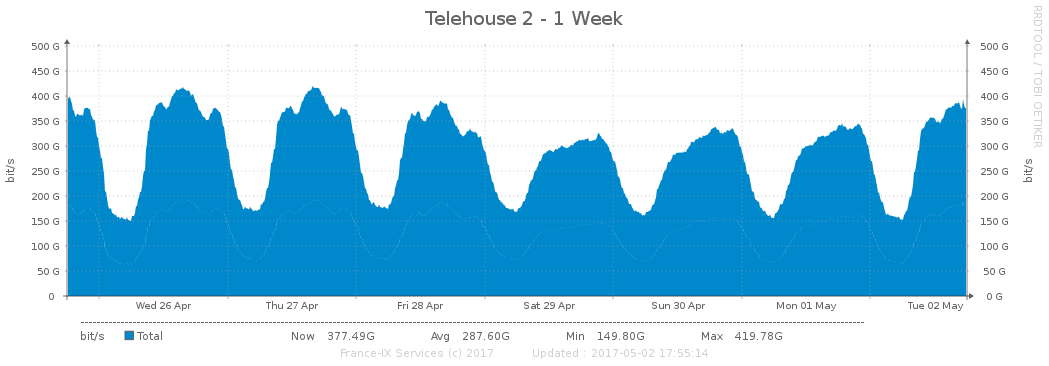 Telehouse 2 - 1 Week
RRDTOOL / TOBI OETIKER
500 G 500 G
450 G 450 G
400 G 400 G
350 G 350 G
300 G 300 G
250 G 250 G
200 G 200 G
150 G 150 G
100 G 100 G
50 G 50 G
0 0 G
bit/s bit/s
Wed 26 Apr Thu 27 Apr Fri 28 Apr Sat 29 Apr Sun 30 Apr Mon 01 May Tue 02 May
bit/s Total Now 377.49G Avg 287.60G Min 149.80G Max 419.78G
France-IX Services (c) 2017 Updated : 2017-05-02 17:55:14